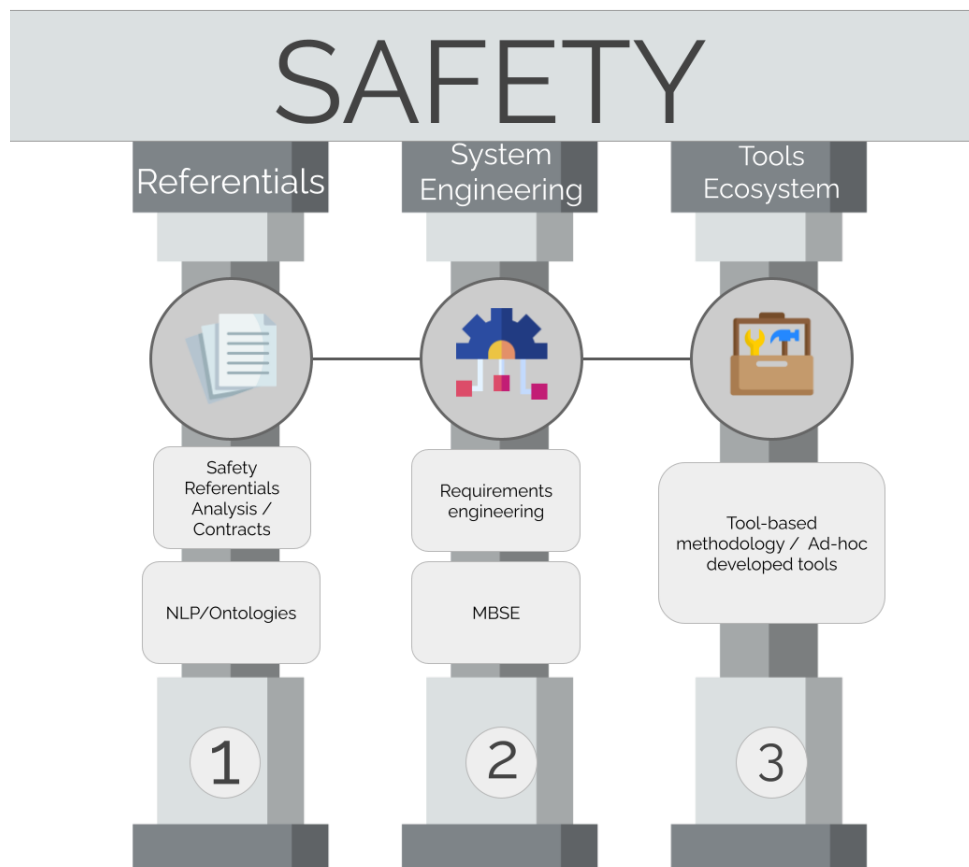 SAFETY
Referentials
System
Engineering
Tools
Ecosystem
Safety
Referentials
Analysis /
Contracts
Requirements
engineering
Tool-based
methodology / Ad-hoc
developed tools
NLP/Ontologies
MBSE
1
2
3